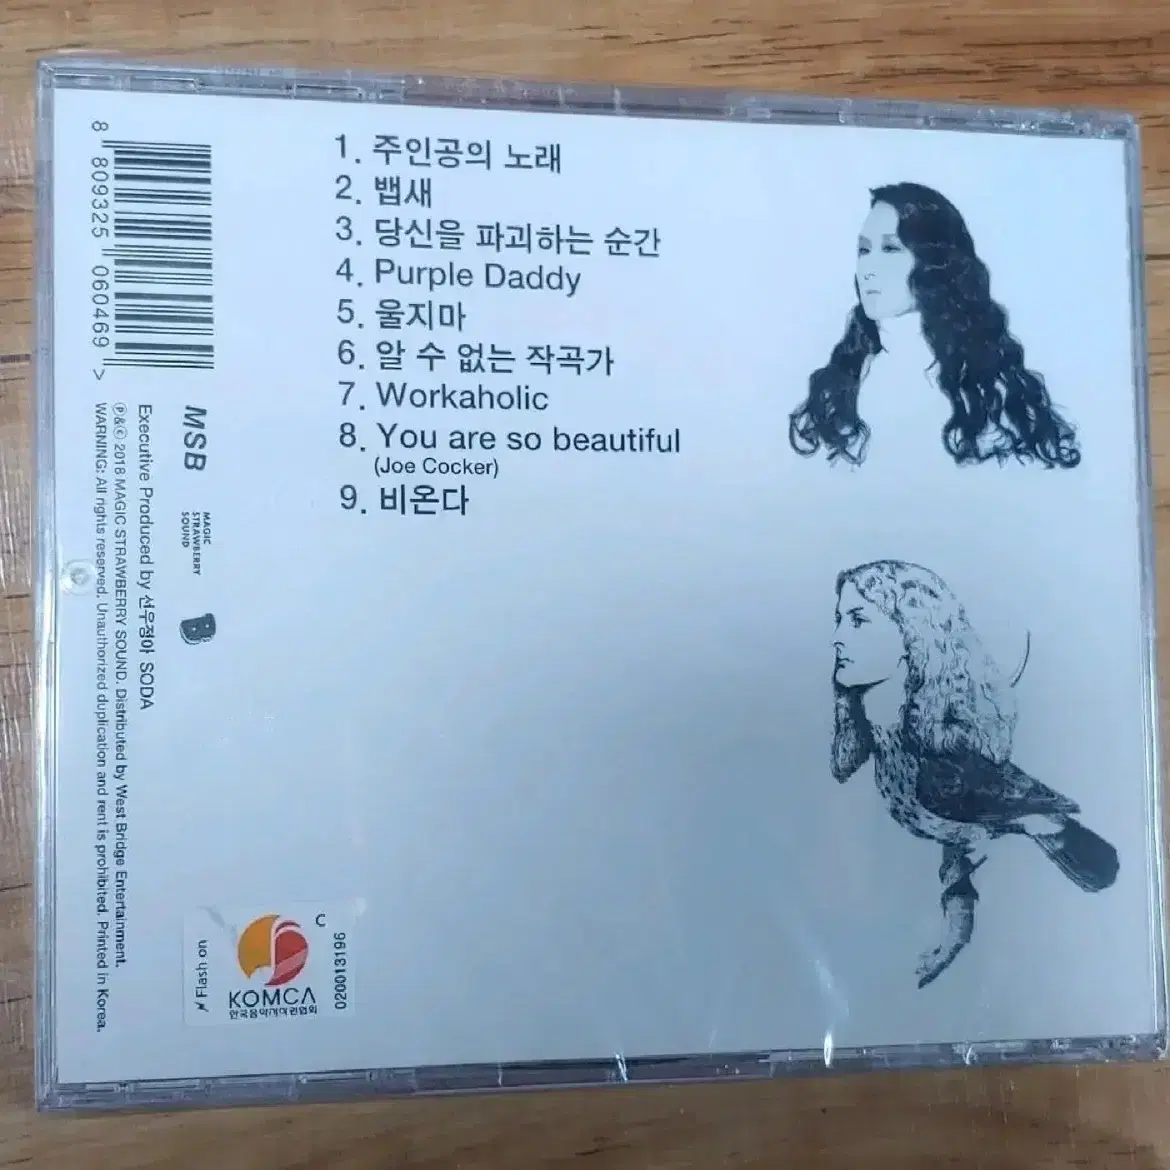 1. 주인공의 노래
2. 뱁새
3. 당신을 파괴하는 순간
4. Purple Daddy
5. 울지마
6. 알 수 없는 작곡가
7. Workaholic
8. You are so beautiful
(Joe Cocker)
9. 비온다
8 809325 060469 >
MSB
MAGIC
STRAWBERRY
SOUND
B
Executive Produced by 선우정아 SODA
℗&© 2018 MAGIC STRAWBERRY SOUND. Distributed by West Bridge Entertainment.
WARNING: All rights reserved. Unauthorized duplication and rent is prohibited. Printed in Korea.
Flash on
C
KOMCA
한국음악저작권협회
020013196